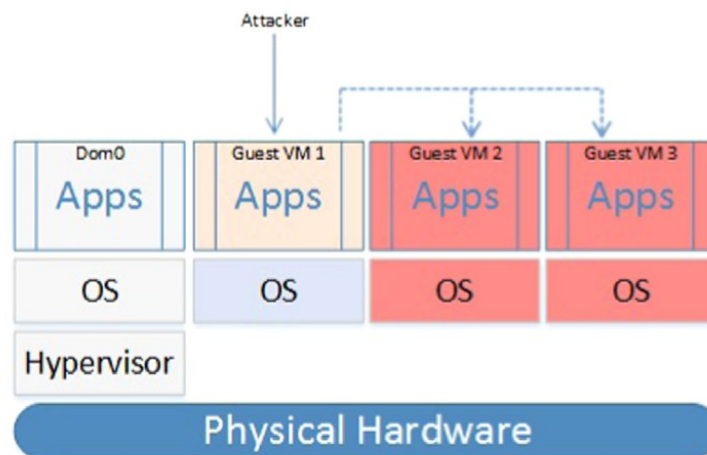 Attacker
Dom0
Guest VM 1
Guest VM 2
Guest VM 3
Apps
Apps
Apps
Apps
OS
OS
OS
OS
Hypervisor
Physical Hardware